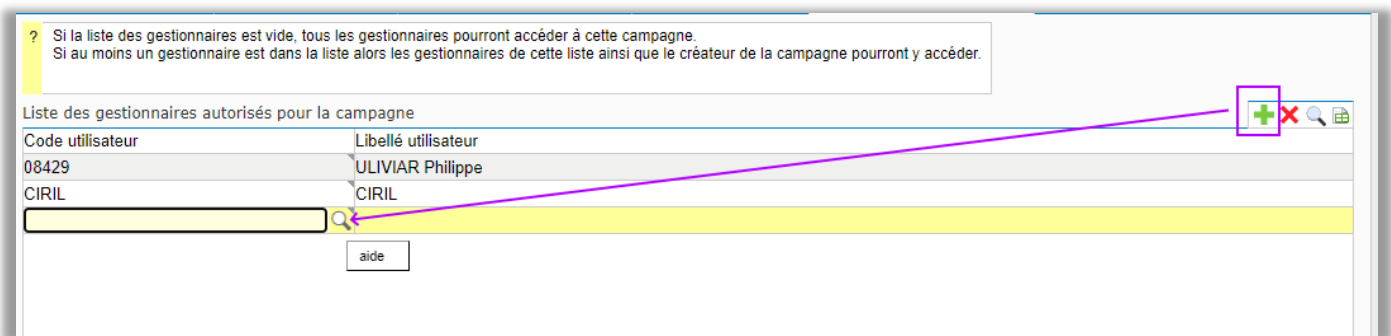 ? Si la liste des gestionnaires est vide, tous les gestionnaires pourront accéder à cette campagne.
Si au moins un gestionnaire est dans la liste alors les gestionnaires de cette liste ainsi que le créateur de la campagne pourront y accéder.
Liste des gestionnaires autorisés pour la campagne
Code utilisateur Libellé utilisateur
08429 ULIVIAR Philippe
CIRIL CIRIL
aide